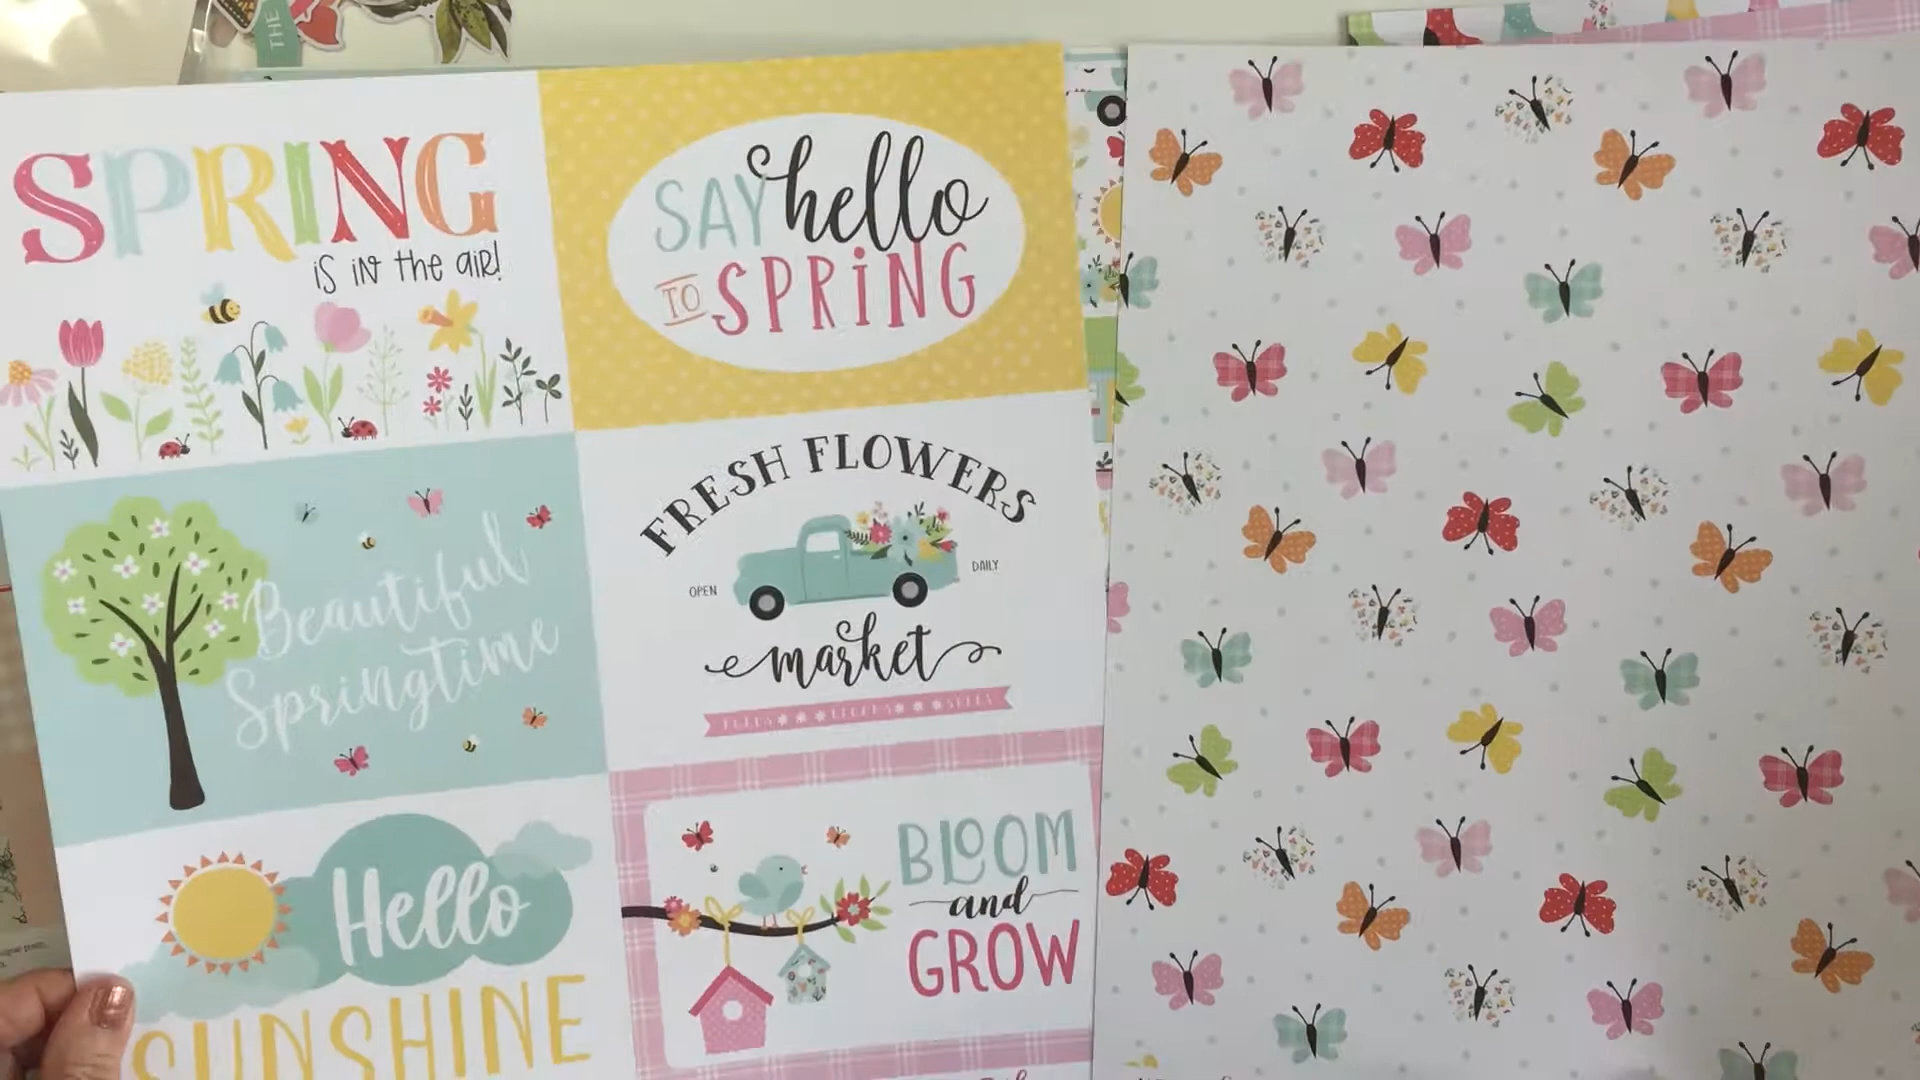 THE
SPRING
is in the air!
SAY hello
TO SPRING
Beautiful
Springtime
FRESH FLOWERS
OPEN
DAILY
market
Hello
SUNSHINE
BLOOM
and
GROW